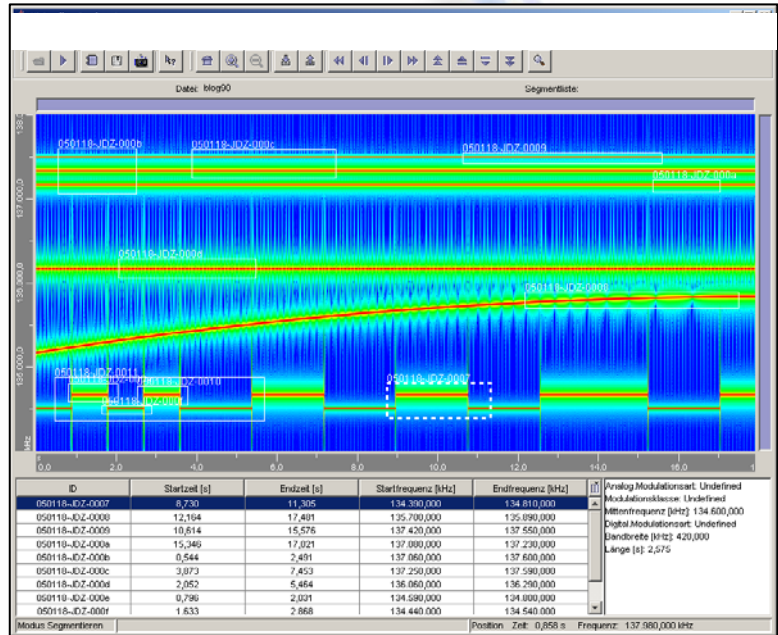 Datei: blog90 Segmentliste:
138,0
050118-JDZ-000b 050118-JDZ-000c 050118-JDZ-0009
050118-JDZ-000a
137.000,0
050118-JDZ-000d
136.000,0
050118-JDZ-0008
135.000,0
050118-JDZ-0011
050118-JDZ-0010 050118-JDZ-0007
050118-JDZ-000f
kHz
0,0 2,0 4,0 6,0 8,0 10,0 12,0 14,0 16,0 1
ID Startzeit [s] Endzeit [s] Startfrequenz [kHz] Endfrequenz [kHz]
050118-JDZ-0007 8,730 11,305 134.390,000 134.810,000
050118-JDZ-0008 12,164 17,481 135.700,000 135.890,000
050118-JDZ-0009 10,614 15,576 137.420,000 137.550,000
050118-JDZ-000a 15,346 17,021 137.080,000 137.230,000
050118-JDZ-000b 0,544 2,491 137.060,000 137.600,000
050118-JDZ-000c 3,873 7,453 137.250,000 137.590,000
050118-JDZ-000d 2,052 5,464 136.060,000 136.290,000
050118-JDZ-000e 0,796 2,031 134.590,000 134.800,000
050118-JDZ-000f 1,633 2,868 134.440,000 134.540,000
Analog.Modulationsart: Undefined
Modulationsklasse: Undefined
Mittenfrequenz [kHz]: 134.600,000
Digital.Modulationsart: Undefined
Bandbreite [kHz]: 420,000
Länge [s]: 2,575
Modus Segmentieren Position Zeit: 0,858 s Frequenz: 137.980,000 kHz